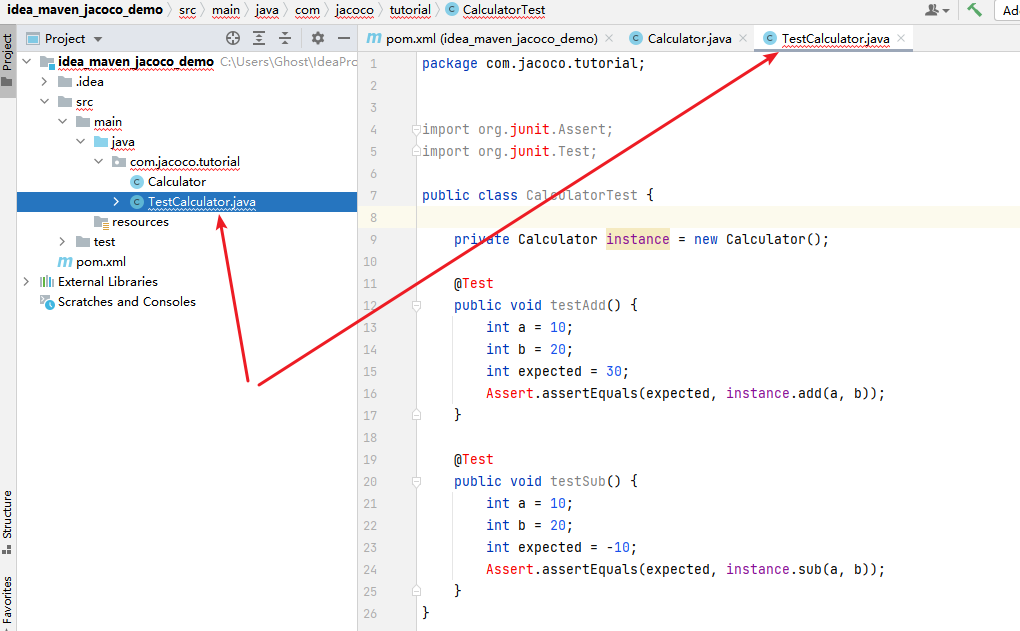 idea_maven_jacoco_demo src main java com jacoco tutorial CalculatorTest Add
Project
Structure
Favorites
Project
idea_maven_jacoco_demo C:\Users\Ghost\IdeaPro
.idea
src
main
java
com.jacoco.tutorial
Calculator
TestCalculator.java
resources
test
pom.xml
External Libraries
Scratches and Consoles
pom.xml (idea_maven_jacoco_demo) Calculator.java TestCalculator.java
1 package com.jacoco.tutorial;
2
3
4 import org.junit.Assert;
5 import org.junit.Test;
6
7 public class CalculatorTest {
8
9 private Calculator instance = new Calculator();
10
11 @Test
12 public void testAdd() {
13 int a = 10;
14 int b = 20;
15 int expected = 30;
16 Assert.assertEquals(expected, instance.add(a, b));
17 }
18
19 @Test
20 public void testSub() {
21 int a = 10;
22 int b = 20;
23 int expected = -10;
24 Assert.assertEquals(expected, instance.sub(a, b));
25 }
26 }